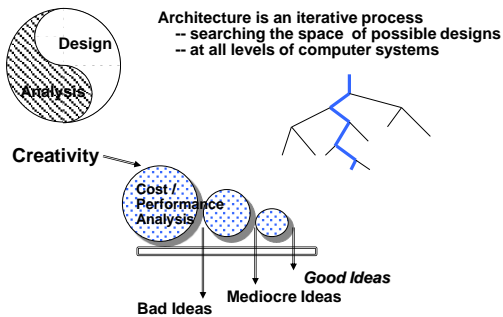 Design
Analysis
Architecture is an iterative process
-- searching the space of possible designs
-- at all levels of computer systems
Creativity
Cost /
Performance
Analysis
Good Ideas
Mediocre Ideas
Bad Ideas